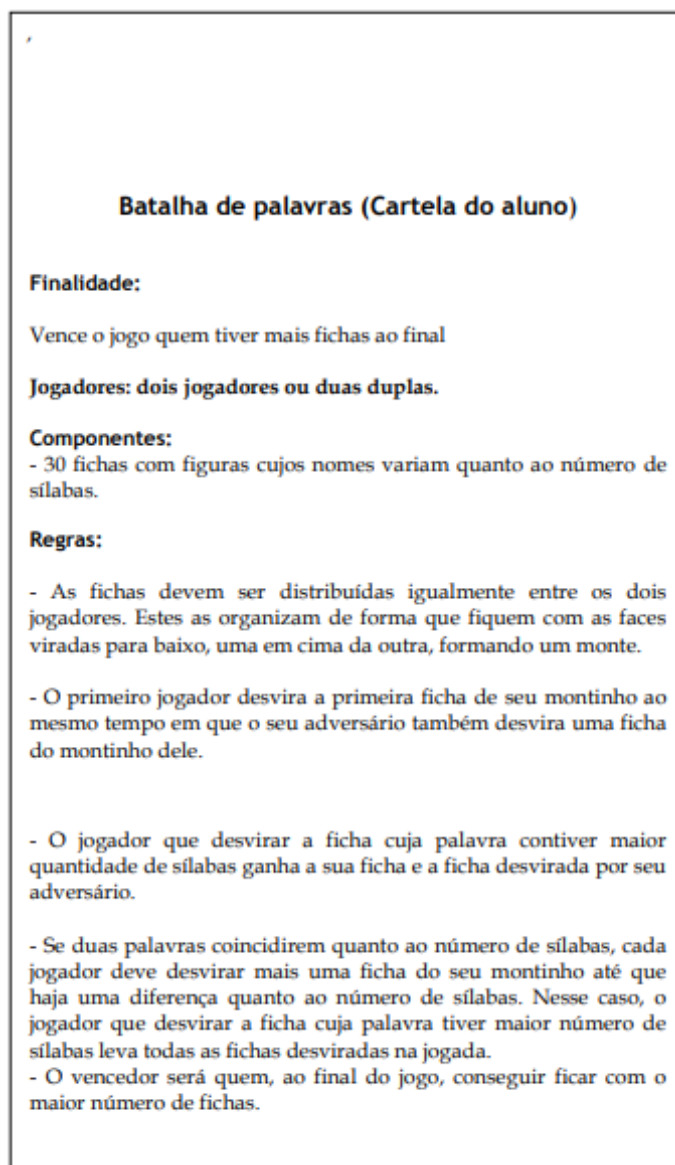 Batalha de palavras (Cartela do aluno)
Finalidade:
Vence o jogo quem tiver mais fichas ao final
Jogadores: dois jogadores ou duas duplas.
Componentes:
- 30 fichas com figuras cujos nomes variam quanto ao número de
sílabas.
Regras:
- As fichas devem ser distribuídas igualmente entre os dois
jogadores. Estes as organizam de forma que fiquem com as faces
viradas para baixo, uma em cima da outra, formando um monte.
- O primeiro jogador desvira a primeira ficha de seu montinho ao
mesmo tempo em que o seu adversário também desvira uma ficha
do montinho dele.
- O jogador que desvirar a ficha cuja palavra contiver maior
quantidade de sílabas ganha a sua ficha e a ficha desvirada por seu
adversário.
- Se duas palavras coincidirem quanto ao número de sílabas, cada
jogador deve desvirar mais uma ficha do seu montinho até que
haja uma diferença quanto ao número de sílabas. Nesse caso, o
jogador que desvirar a ficha cuja palavra tiver maior número de
sílabas leva todas as fichas desviradas na jogada.
- O vencedor será quem, ao final do jogo, conseguir ficar com o
maior número de fichas.